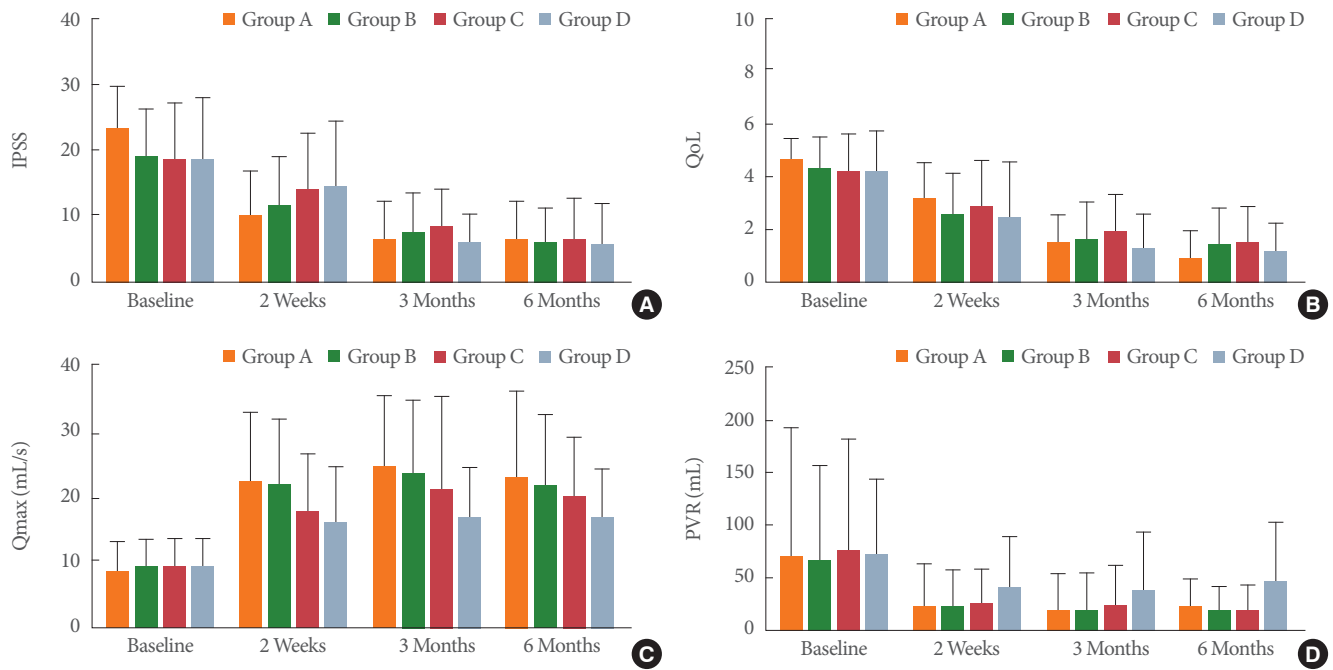 40
30
20
10
0
IPSS
Group A Group B Group C Group D
Baseline 2 Weeks 3 Months 6 Months
A
10
8
6
4
2
0
QoL
Group A Group B Group C Group D
Baseline 2 Weeks 3 Months 6 Months
B
40
30
20
10
0
Qmax (mL/s)
Group A Group B Group C Group D
Baseline 2 Weeks 3 Months 6 Months
C
250
200
150
100
50
0
PVR (mL)
Group A Group B Group C Group D
Baseline 2 Weeks 3 Months 6 Months
D